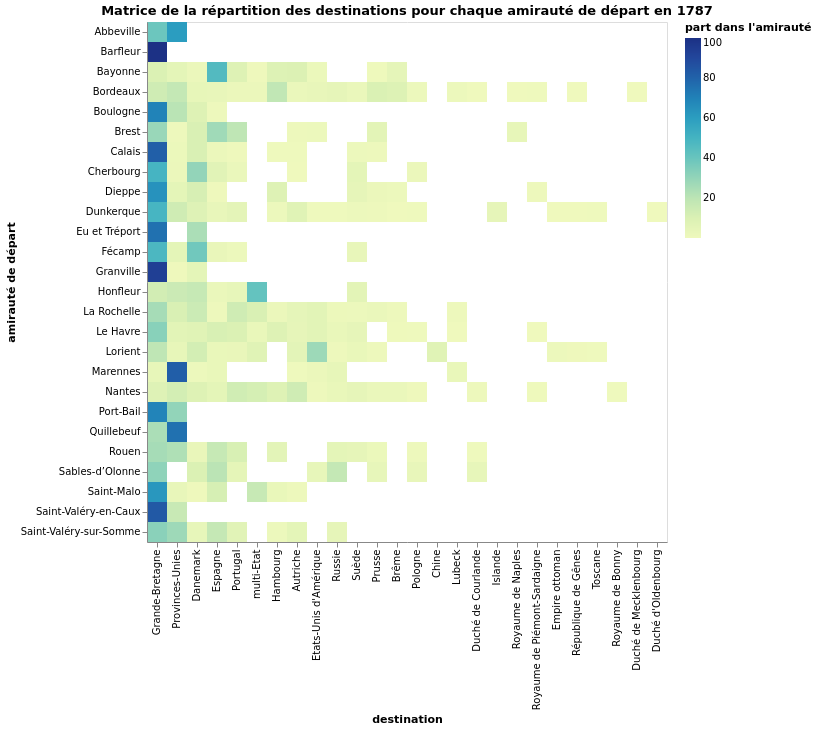 Matrice de la répartition des destinations pour chaque amirauté de départ en 1787
part dans l'amirauté
100
80
60
40
20
amirauté de départ
Abbeville
Barfleur
Bayonne
Bordeaux
Boulogne
Brest
Calais
Cherbourg
Dieppe
Dunkerque
Eu et Tréport
Fécamp
Granville
Honfleur
La Rochelle
Le Havre
Lorient
Marennes
Nantes
Port-Bail
Quillebeuf
Rouen
Sables-d’Olonne
Saint-Malo
Saint-Valéry-en-Caux
Saint-Valéry-sur-Somme
Grande-Bretagne
Provinces-Unies
Danemark
Espagne
Portugal
multi-Etat
Hambourg
Autriche
Etats-Unis d'Amérique
Russie
Suède
Prusse
Brême
Pologne
Chine
Lubeck
Duché de Courlande
Islande
Royaume de Naples
Royaume de Piémont-Sardaigne
Empire ottoman
République de Gênes
Toscane
Royaume de Bonny
Duché de Mecklenbourg
Duché d'Oldenbourg
destination